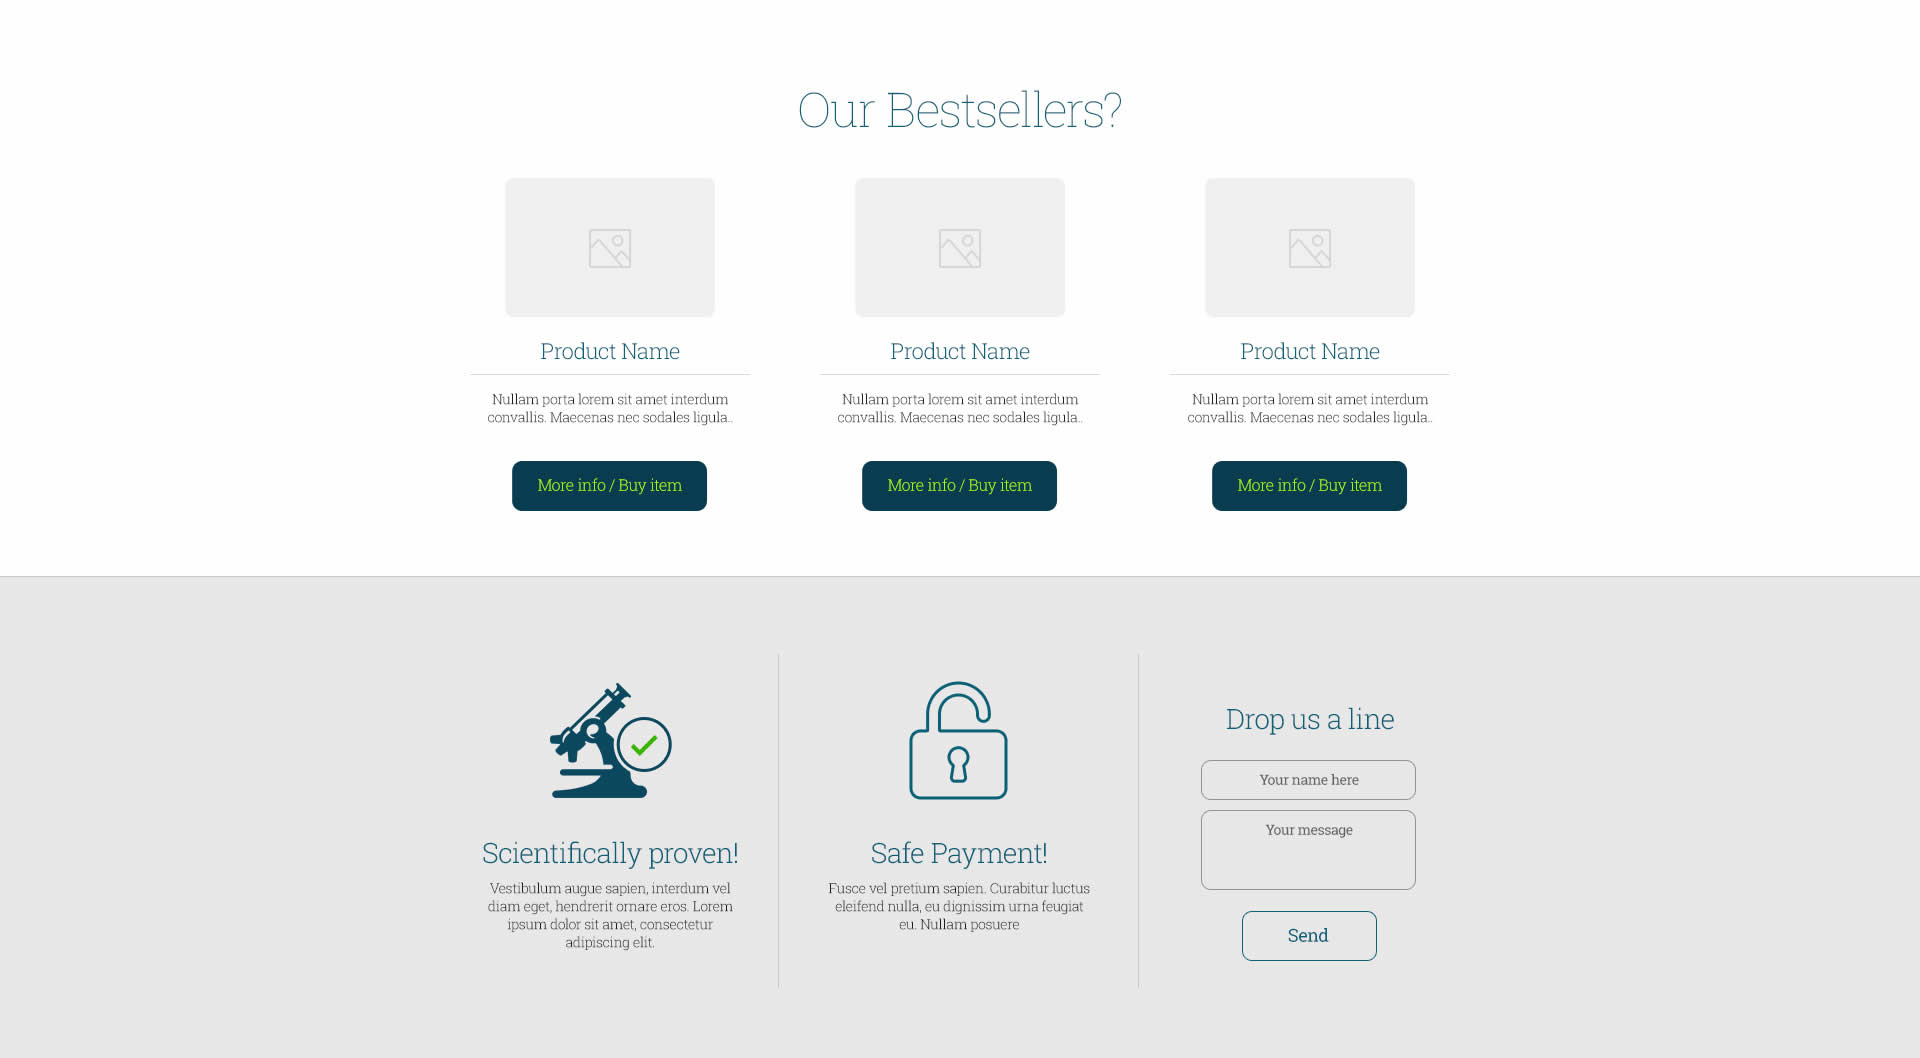 Our Bestsellers?
Product Name
Nullam porta lorem sit amet interdum
convallis. Maecenas nec sodales ligula..
More info / Buy item
Product Name
Nullam porta lorem sit amet interdum
convallis. Maecenas nec sodales ligula..
More info / Buy item
Product Name
Nullam porta lorem sit amet interdum
convallis. Maecenas nec sodales ligula..
More info / Buy item
Scientifically proven!
Vestibulum augue sapien, interdum vel
diam eget, hendrerit ornare eros. Lorem
ipsum dolor sit amet, consectetur
adipiscing elit.
Safe Payment!
Fusce vel pretium sapien. Curabitur luctus
eleifend nulla, eu dignissim urna feugiat
eu. Nullam posuere
Drop us a line
Your name here
Your message
Send